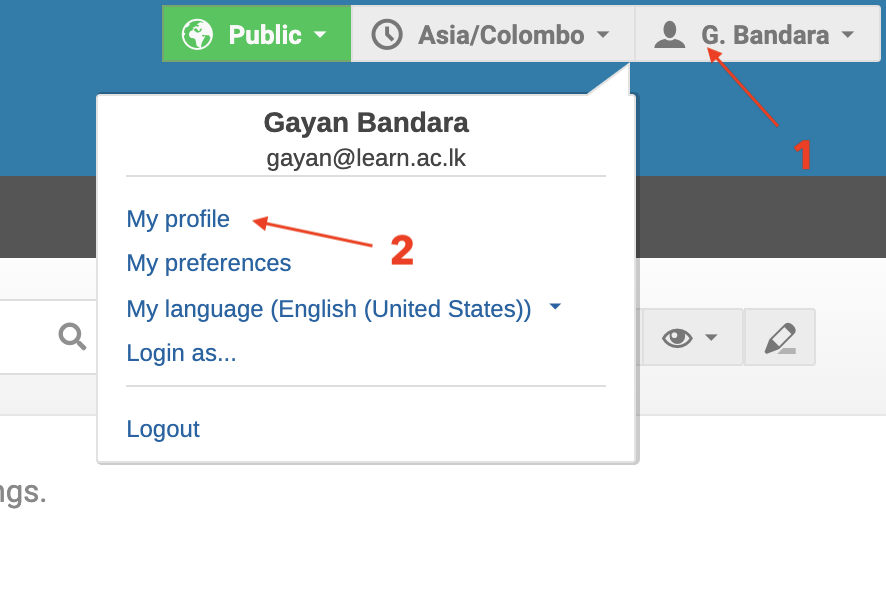 Public Asia/Colombo G. Bandara
1
Gayan Bandara
gayan@learn.ac.lk
My profile
2
My preferences
My language (English (United States))
Login as...
Logout
ngs.